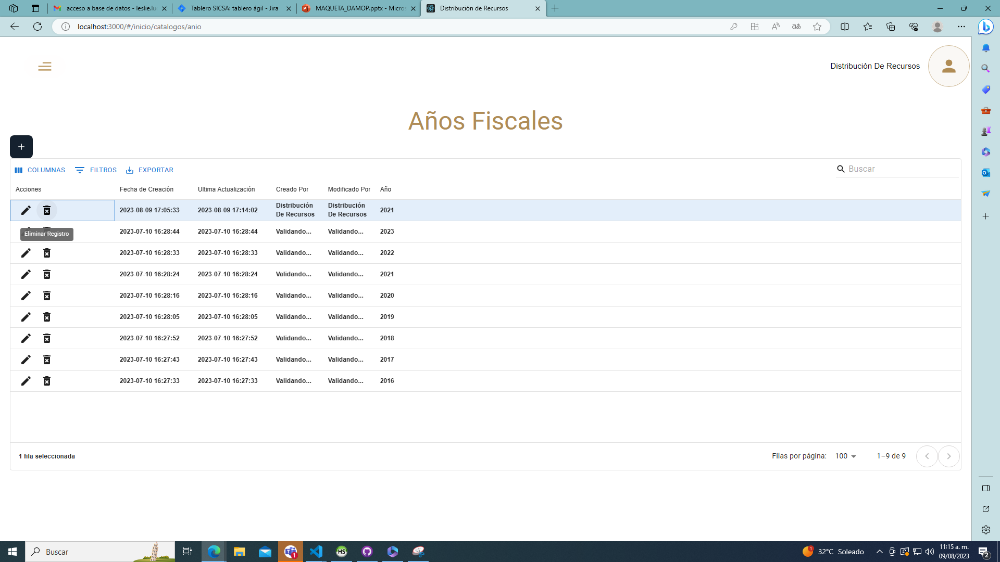 acceso a base de datos - leslie.lu
Tablero SICSA: tablero ágil - Jira
MAQUETA_DAMOP.pptx - Micros
Distribución de Recursos
localhost:3000/#/inicio/catalogos/anio
Distribución De Recursos
Años Fiscales
COLUMNAS FILTROS EXPORTAR
Buscar
Acciones Fecha de Creación Ultima Actualización Creado Por Modificado Por Año
2023-08-09 17:05:33 2023-08-09 17:14:02 Distribución De Recursos Distribución De Recursos 2021
Eliminar Registro
2023-07-10 16:28:44 2023-07-10 16:28:44 Validando... Validando... 2023
2023-07-10 16:28:33 2023-07-10 16:28:33 Validando... Validando... 2022
2023-07-10 16:28:24 2023-07-10 16:28:24 Validando... Validando... 2021
2023-07-10 16:28:16 2023-07-10 16:28:16 Validando... Validando... 2020
2023-07-10 16:28:05 2023-07-10 16:28:05 Validando... Validando... 2019
2023-07-10 16:27:52 2023-07-10 16:27:52 Validando... Validando... 2018
2023-07-10 16:27:43 2023-07-10 16:27:43 Validando... Validando... 2017
2023-07-10 16:27:33 2023-07-10 16:27:33 Validando... Validando... 2016
1 fila seleccionada
Filas por página: 100 1–9 de 9
Buscar
HS
1
1
32°C Soleado
11:15 a. m.
09/08/2023
2